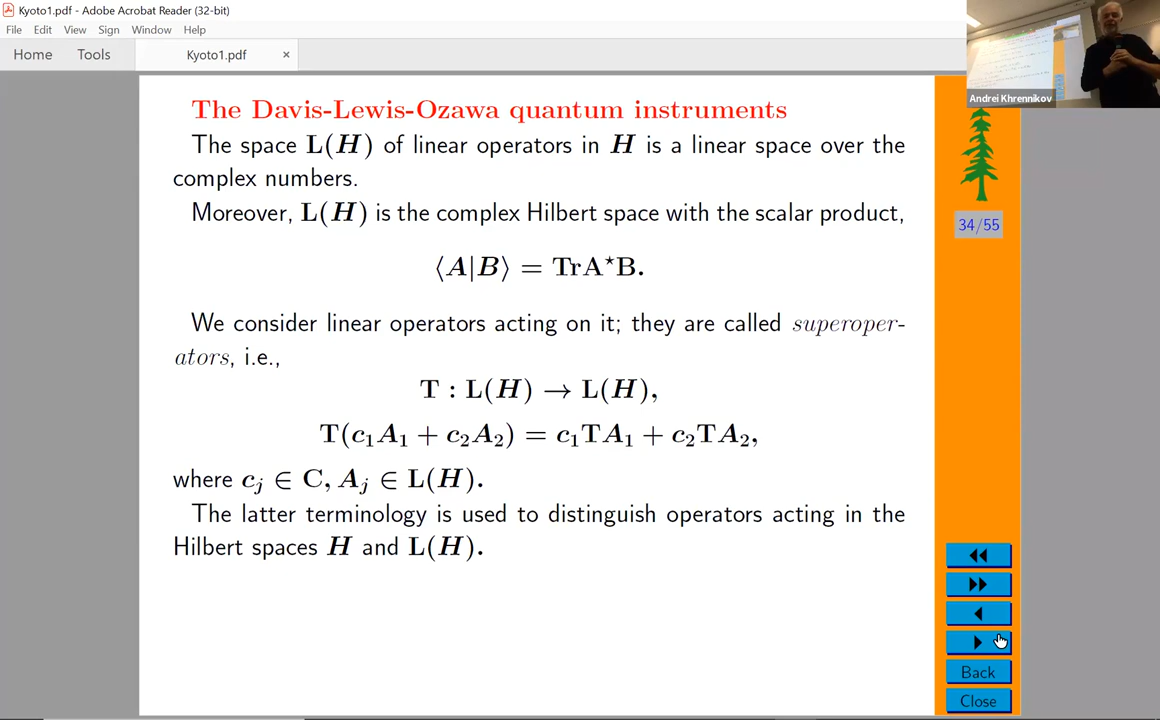 Kyoto1.pdf - Adobe Acrobat Reader (32-bit)
File Edit View Sign Window Help
Home Tools Kyoto1.pdf ×
Andrei Khrennikov
The Davis-Lewis-Ozawa quantum instruments
The space L(H) of linear operators in H is a linear space over the
complex numbers.
Moreover, L(H) is the complex Hilbert space with the scalar product,
⟨A|B⟩ = TrA⋆B.
We consider linear operators acting on it; they are called superoper-
ators, i.e.,
T : L(H) → L(H),
T(c₁A₁ + c₂A₂) = c₁TA₁ + c₂TA₂,
where cⱼ ∈ C, Aⱼ ∈ L(H).
The latter terminology is used to distinguish operators acting in the
Hilbert spaces H and L(H).
34/55
Back
Close